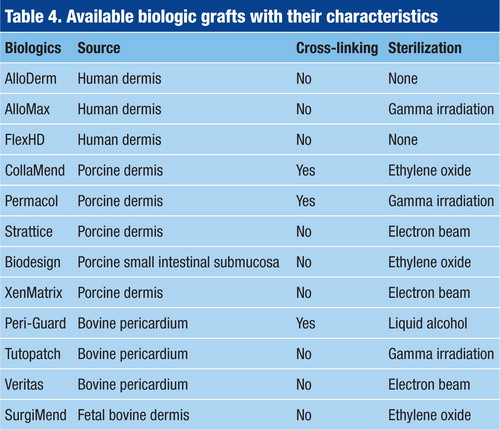 Table 4. Available biologic grafts with their characteristics
Biologics Source Cross-linking Sterilization
AlloDerm Human dermis No None
AlloMax Human dermis No Gamma irradiation
FlexHD Human dermis No None
CollaMend Porcine dermis Yes Ethylene oxide
Permacol Porcine dermis Yes Gamma irradiation
Strattice Porcine dermis No Electron beam
Biodesign Porcine small intestinal submucosa No Ethylene oxide
XenMatrix Porcine dermis No Electron beam
Peri-Guard Bovine pericardium Yes Liquid alcohol
Tutopatch Bovine pericardium No Gamma irradiation
Veritas Bovine pericardium No Electron beam
SurgiMend Fetal bovine dermis No Ethylene oxide